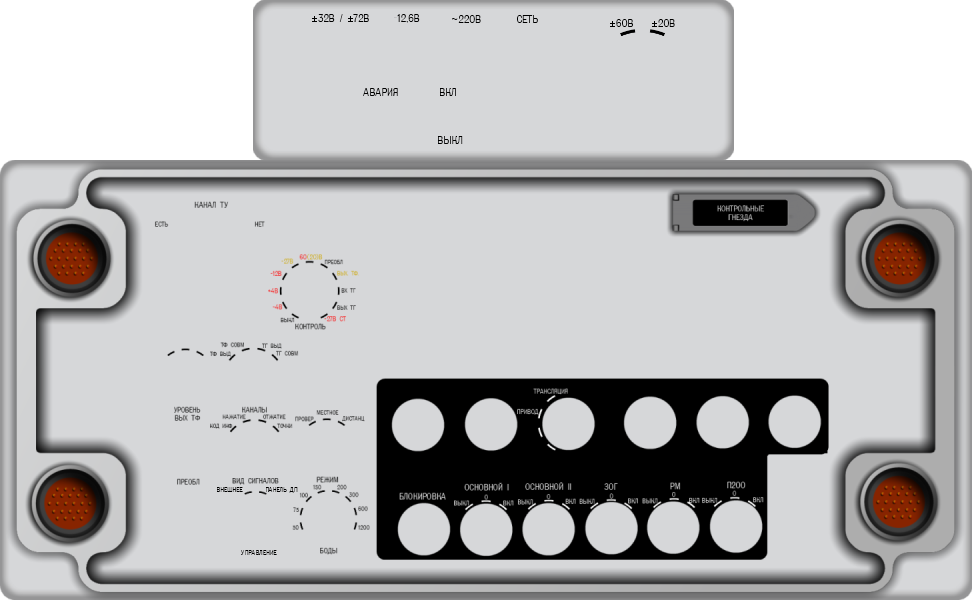 ±32В / ±72В 12,6В ~220В СЕТЬ ±60В ±20В
АВАРИЯ ВКЛ
ВЫКЛ
КАНАЛ ТУ
ЕСТЬ НЕТ
КОНТРОЛЬНЫЕ
ГНЕЗДА
-27В 60 200В ПРЕОБЛ
-12В ВЫХ ТФ
+4В ВХ ТГ
-4В ВЫХ ТГ
ВЫКЛ -27В СТ
КОНТРОЛЬ
ТФ СОВМ ТГ ВЫД
ТФ ВЫД ТГ СОВМ
ТРАНСЛЯЦИЯ
ПРИВОД
УРОВЕНЬ
ВЫХ ТФ
КАНАЛЫ
НАЖАТИЕ ОТЖАТИЕ
КОД ИНФ ТОЧКИ
МЕСТНОЕ
ПРОВЕР ДИСТАНЦ
ПРЕОБЛ
ВИД СИГНАЛОВ
ВНЕШНЕЕ ПАНЕЛЬ ДП
РЕЖИМ
150 200
100 300
75 600
50 1200
БОДЫ
УПРАВЛЕНИЕ
БЛОКИРОВКА
ОСНОВНОЙ I ОСНОВНОЙ II ЗОГ РМ П200
0 0 0 0 0
ВЫКЛ ВКЛ ВЫКЛ ВКЛ ВЫКЛ ВКЛ ВЫКЛ ВКЛ ВЫКЛ ВКЛ